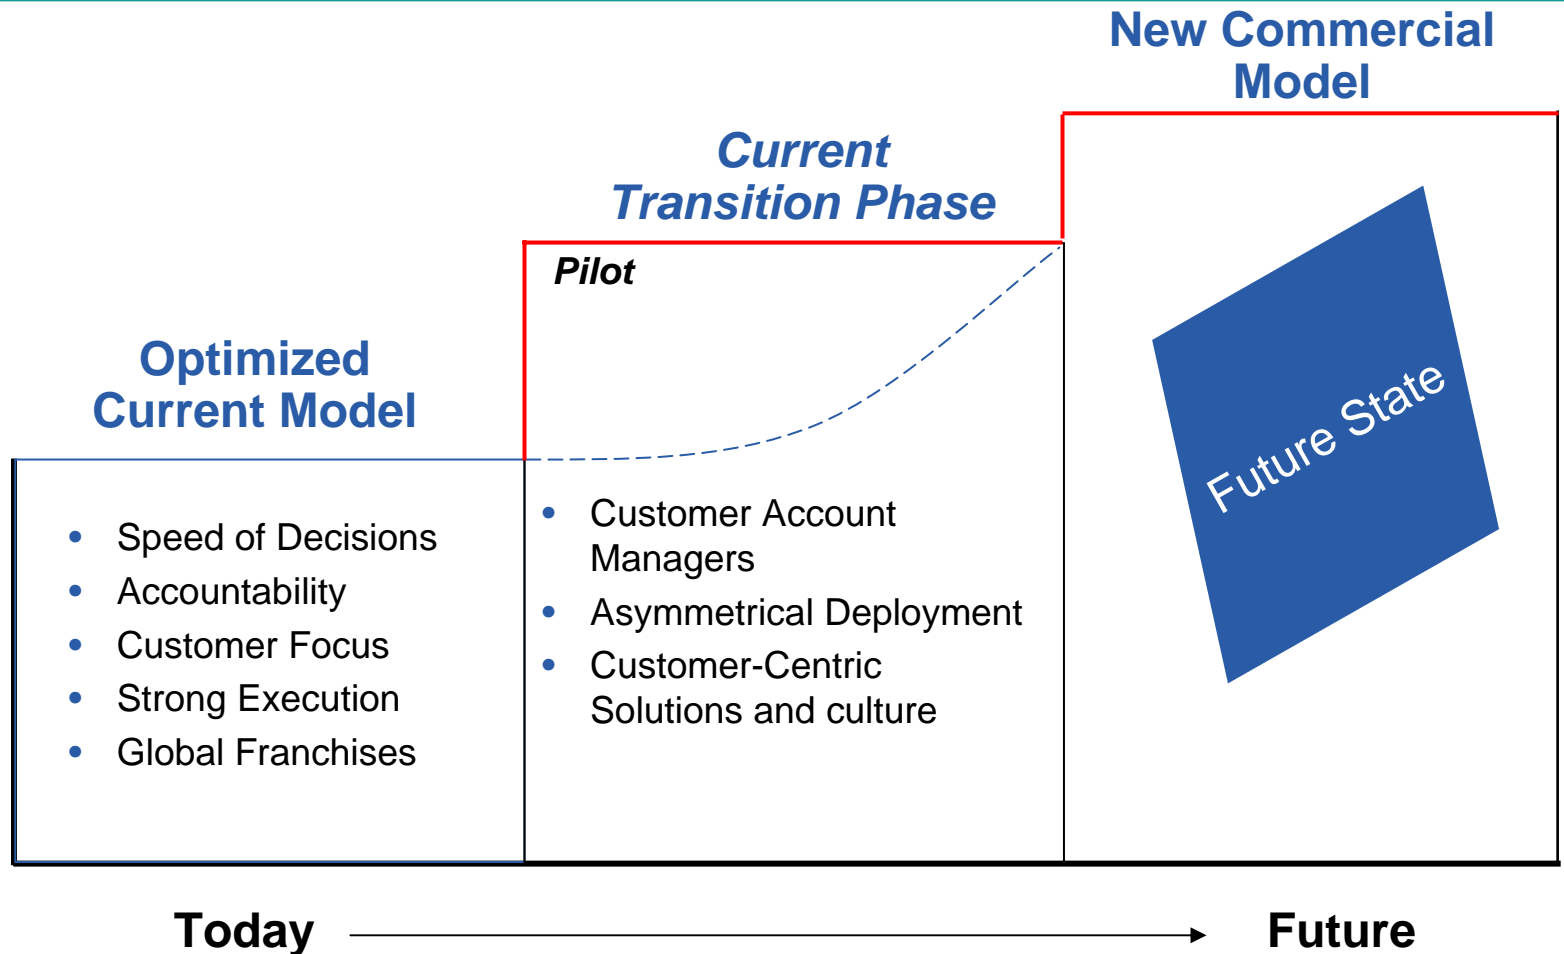 New Commercial
Model
Current
Transition Phase
Pilot
Optimized
Current Model
• Speed of Decisions
• Accountability
• Customer Focus
• Strong Execution
• Global Franchises
• Customer Account
Managers
• Asymmetrical Deployment
• Customer-Centric
Solutions and culture
Future State
Today
Future